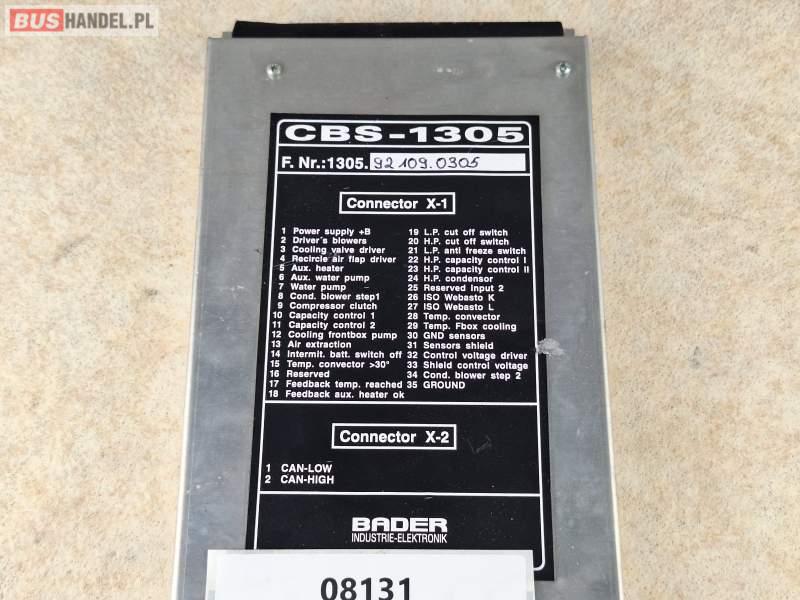 BUSHANDEL.PL
CBS-1305
F. Nr.:1305.92109.0305
Connector X-1
1 Power supply +B
2 Driver's blowers
3 Cooling valve driver
4 Recircle air flap driver
5 Aux. heater
6 Aux. water pump
7 Water pump
8 Cond. blower step1
9 Compressor clutch
10 Capacity control 1
11 Capacity control 2
12 Cooling frontbox pump
13 Air extraction
14 Intermit. batt. switch off
15 Temp. convector >30°
16 Reserved
17 Feedback temp. reached
18 Feedback aux. heater ok
19 L.P. cut off switch
20 H.P. cut off switch
21 L.P. anti freeze switch
22 H.P. capacity control I
23 H.P. capacity control II
24 H.P. condensor
25 Reserved input 2
26 ISO Webasto K
27 ISO Webasto L
28 Temp. convector
29 Temp. Fbox cooling
30 GND sensors
31 Sensors shield
32 Control voltage driver
33 Shield control voltage
34 Cond. blower step 2
35 GROUND
Connector X-2
1 CAN-LOW
2 CAN-HIGH
BADER
INDUSTRIE-ELEKTRONIK
08131